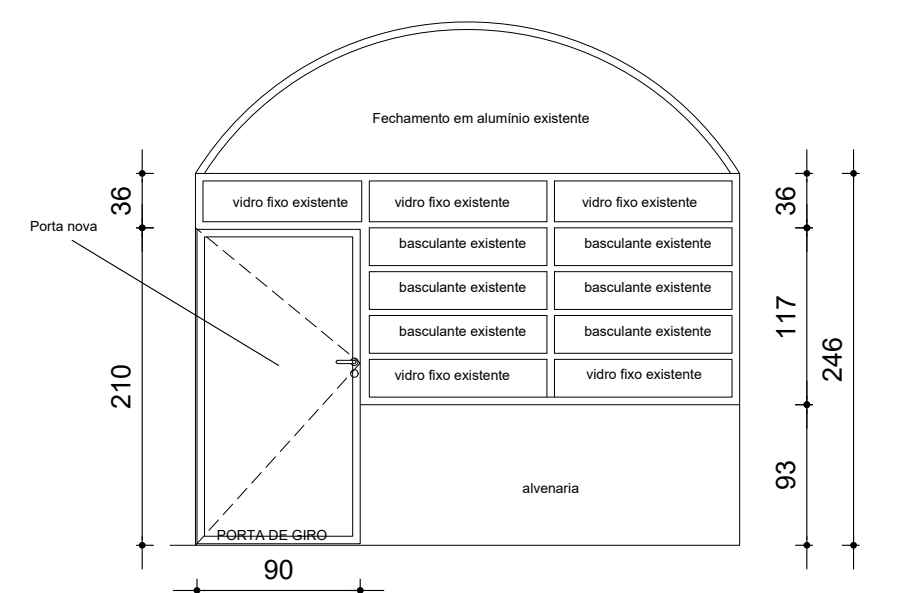 Fechamento em alumínio existente
36
vidro fixo existente
vidro fixo existente
vidro fixo existente
36
Porta nova
basculante existente
basculante existente
basculante existente
basculante existente
117
basculante existente
basculante existente
246
210
vidro fixo existente
vidro fixo existente
93
alvenaria
PORTA DE GIRO
90